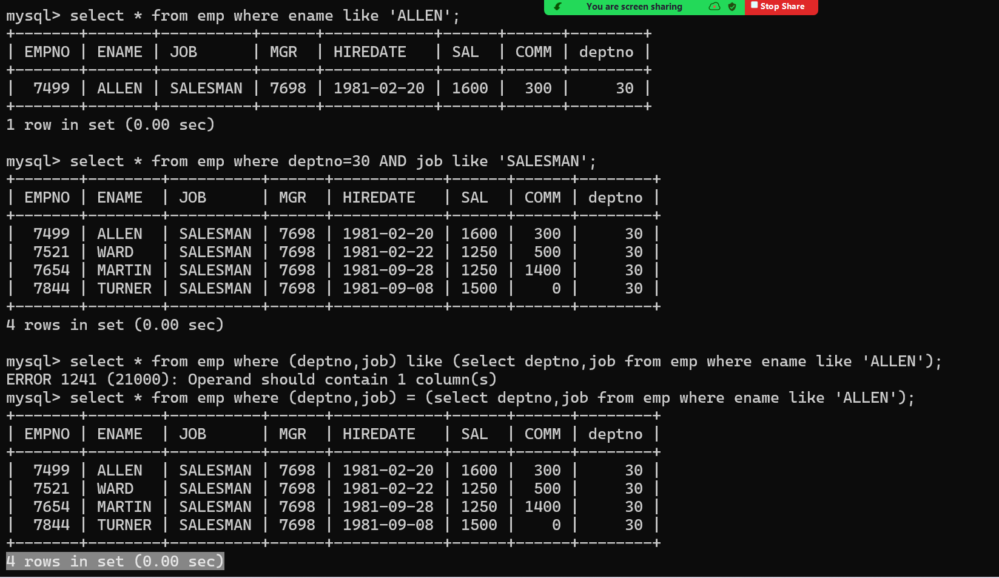 You are screen sharing Stop Share
mysql> select * from emp where ename like 'ALLEN';
+-------+-------+----------+------+------------+------+------+--------+
| EMPNO | ENAME | JOB      | MGR  | HIREDATE   | SAL  | COMM | deptno |
+-------+-------+----------+------+------------+------+------+--------+
|  7499 | ALLEN | SALESMAN | 7698 | 1981-02-20 | 1600 |  300 |     30 |
+-------+-------+----------+------+------------+------+------+--------+
1 row in set (0.00 sec)

mysql> select * from emp where deptno=30 AND job like 'SALESMAN';
+-------+--------+----------+------+------------+------+------+--------+
| EMPNO | ENAME  | JOB      | MGR  | HIREDATE   | SAL  | COMM | deptno |
+-------+--------+----------+------+------------+------+------+--------+
|  7499 | ALLEN  | SALESMAN | 7698 | 1981-02-20 | 1600 |  300 |     30 |
|  7521 | WARD   | SALESMAN | 7698 | 1981-02-22 | 1250 |  500 |     30 |
|  7654 | MARTIN | SALESMAN | 7698 | 1981-09-28 | 1250 | 1400 |     30 |
|  7844 | TURNER | SALESMAN | 7698 | 1981-09-08 | 1500 |    0 |     30 |
+-------+--------+----------+------+------------+------+------+--------+
4 rows in set (0.00 sec)

mysql> select * from emp where (deptno,job) like (select deptno,job from emp where ename like 'ALLEN');
ERROR 1241 (21000): Operand should contain 1 column(s)
mysql> select * from emp where (deptno,job) = (select deptno,job from emp where ename like 'ALLEN');
+-------+--------+----------+------+------------+------+------+--------+
| EMPNO | ENAME  | JOB      | MGR  | HIREDATE   | SAL  | COMM | deptno |
+-------+--------+----------+------+------------+------+------+--------+
|  7499 | ALLEN  | SALESMAN | 7698 | 1981-02-20 | 1600 |  300 |     30 |
|  7521 | WARD   | SALESMAN | 7698 | 1981-02-22 | 1250 |  500 |     30 |
|  7654 | MARTIN | SALESMAN | 7698 | 1981-09-28 | 1250 | 1400 |     30 |
|  7844 | TURNER | SALESMAN | 7698 | 1981-09-08 | 1500 |    0 |     30 |
+-------+--------+----------+------+------------+------+------+--------+
4 rows in set (0.00 sec)